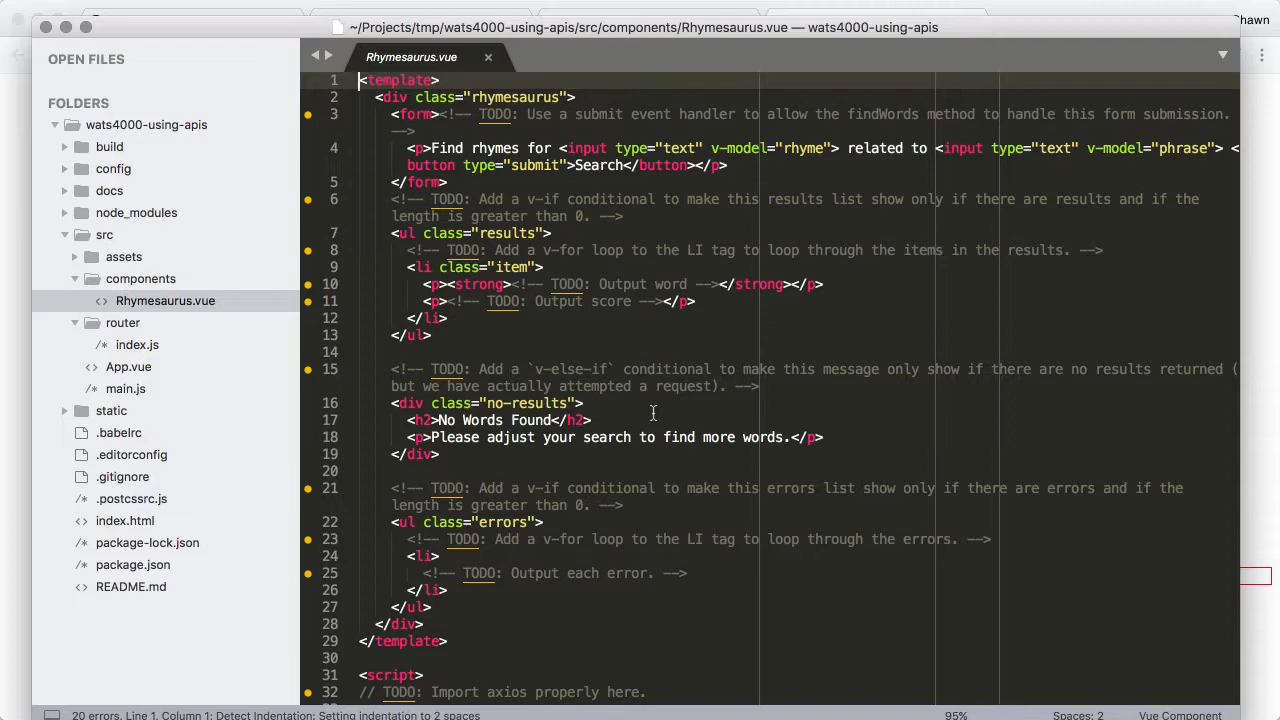 ~/Projects/tmp/wats4000-using-apis/src/components/Rhymesaurus.vue — wats4000-using-apis
Shawn
OPEN FILES
FOLDERS
wats4000-using-apis
build
config
docs
node_modules
src
assets
components
<> Rhymesaurus.vue
router
/* index.js
<> App.vue
/* main.js
static
.babelrc
.editorconfig
.gitignore
/* .postcssrc.js
<> index.html
/* package-lock.json
/* package.json
<> README.md
Rhymesaurus.vue ×
1 <template>
2 <div class="rhymesaurus">
3 <form><!-- TODO: Use a submit event handler to allow the findWords method to handle this form submission.
-->
4 <p>Find rhymes for <input type="text" v-model="rhyme"> related to <input type="text" v-model="phrase"> <
button type="submit">Search</button></p>
5 </form>
6 <!-- TODO: Add a v-if conditional to make this results list show only if there are results and if the
length is greater than 0. -->
7 <ul class="results">
8 <!-- TODO: Add a v-for loop to the LI tag to loop through the items in the results. -->
9 <li class="item">
10 <p><strong><!-- TODO: Output word --></strong></p>
11 <p><!-- TODO: Output score --></p>
12 </li>
13 </ul>
14
15 <!-- TODO: Add a `v-else-if` conditional to make this message only show if there are no results returned (
but we have actually attempted a request). -->
16 <div class="no-results">
17 <h2>No Words Found</h2>
18 <p>Please adjust your search to find more words.</p>
19 </div>
20
21 <!-- TODO: Add a v-if conditional to make this errors list show only if there are errors and if the
length is greater than 0. -->
22 <ul class="errors">
23 <!-- TODO: Add a v-for loop to the LI tag to loop through the errors. -->
24 <li>
25 <!-- TODO: Output each error. -->
26 </li>
27 </ul>
28 </div>
29 </template>
30
31 <script>
32 // TODO: Import axios properly here.
20 errors, Line 1, Column 1; Detect Indentation: Setting indentation to 2 spaces
95%
Spaces: 2
Vue Component